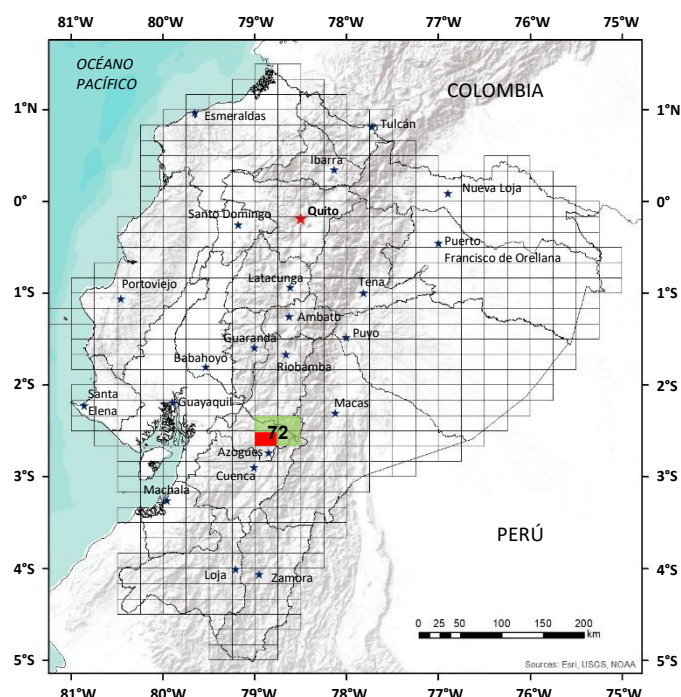 81°W 80°W 79°W 78°W 77°W 76°W 75°W
OCÉANO
PACÍFICO
COLOMBIA
1°N 1°N
Esmeraldas
Tulcán
Ibarra
Nueva Loja
0° 0°
Santo Domingo
Quito
Puerto
Francisco de Orellana
Latacunga
Tena
Portoviejo
1°S 1°S
Ambato
Guaranda
Puyo
Babahoyo
Riobamba
2°S 2°S
Santa
Elena
Guayaquil
Macas
72
Azogues
3°S 3°S
Cuenca
Machala
PERÚ
4°S 4°S
Loja
Zamora
0 25 50 100 150 200
km
5°S 5°S
Sources: Esri, USGS, NOAA
81°W 80°W 79°W 78°W 77°W 76°W 75°W